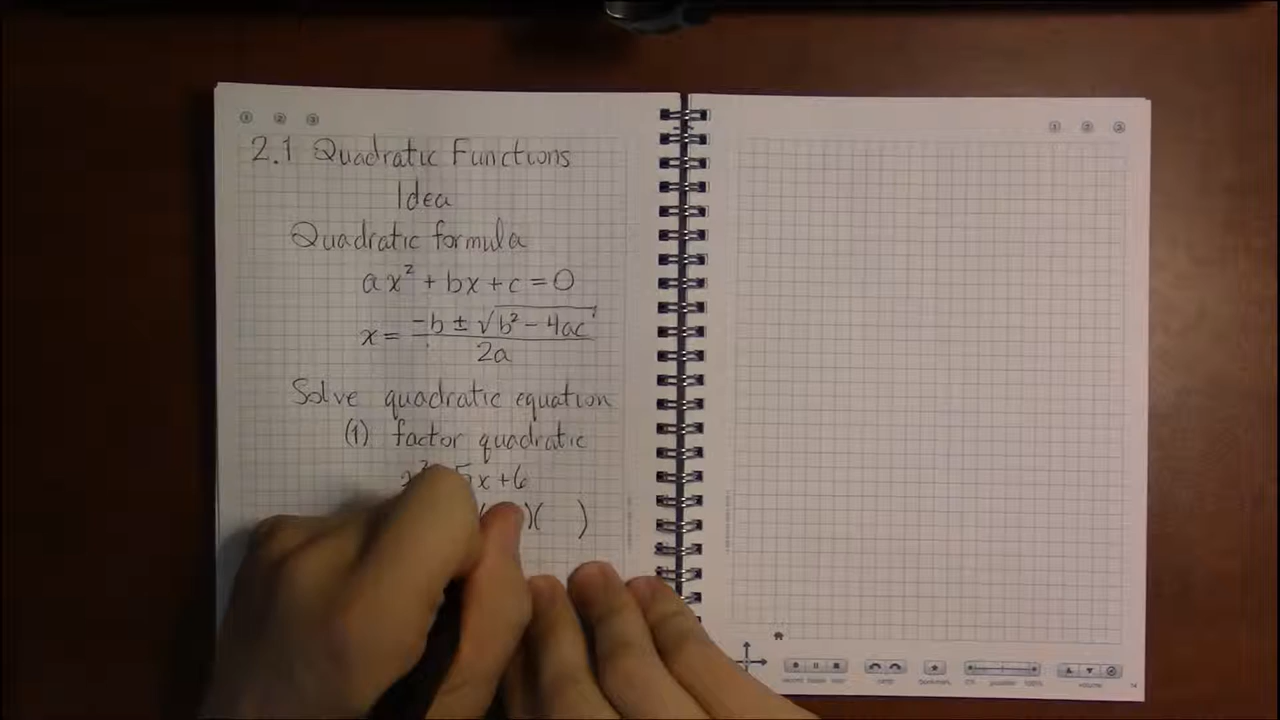 2.1 Quadratic Functions
Idea
Quadratic formula
ax² + bx + c = 0
x = -b ± √b² - 4ac
2a
Solve quadratic equation
(1) factor quadratic
x² 5x + 6
( )( )